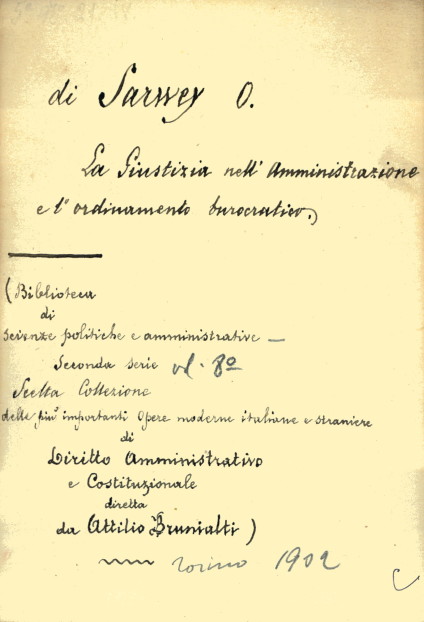 di Sarwey O.
La Giustizia nell' Amministrazione
e l'ordinamento burocratico.)
(Biblioteca
di
scienze politiche e amministrative —
Seconda serie vol. 8º
Scelta Collezione
delle più importanti Opere moderne italiane e straniere
di
Diritto Amministrativo
e Costituzionale
diretta
da Attilio Brunialti)
Torino 1902